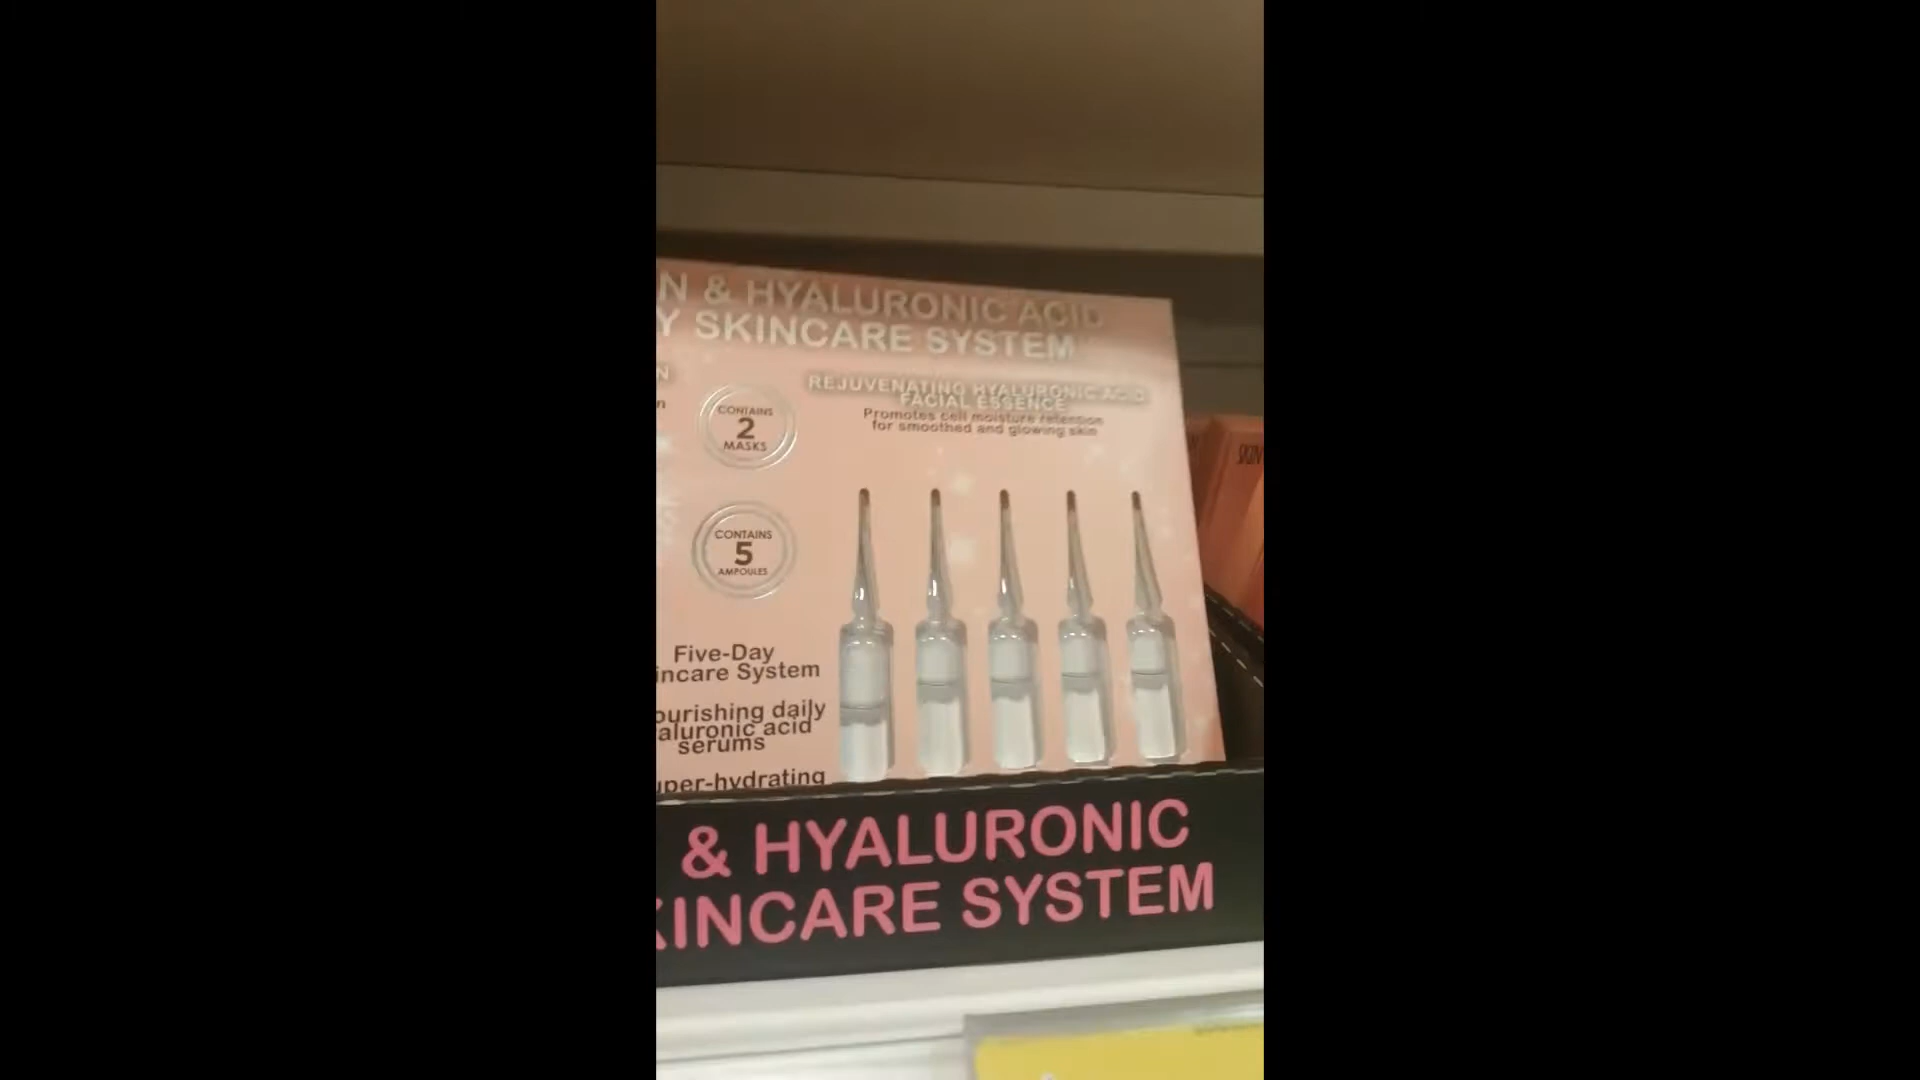 N & HYALURONIC ACID
Y SKINCARE SYSTEM
N
n
CONTAINS
2
MASKS
REJUVENATING HYALURONIC ACID
FACIAL ESSENCE
Promotes cell moisture retention
for smoothed and glowing skin
CONTAINS
5
AMPOULES
Five-Day
incare System
ourishing daily
aluronic acid
serums
uper-hydrating
SKIN
& HYALURONIC
KINCARE SYSTEM